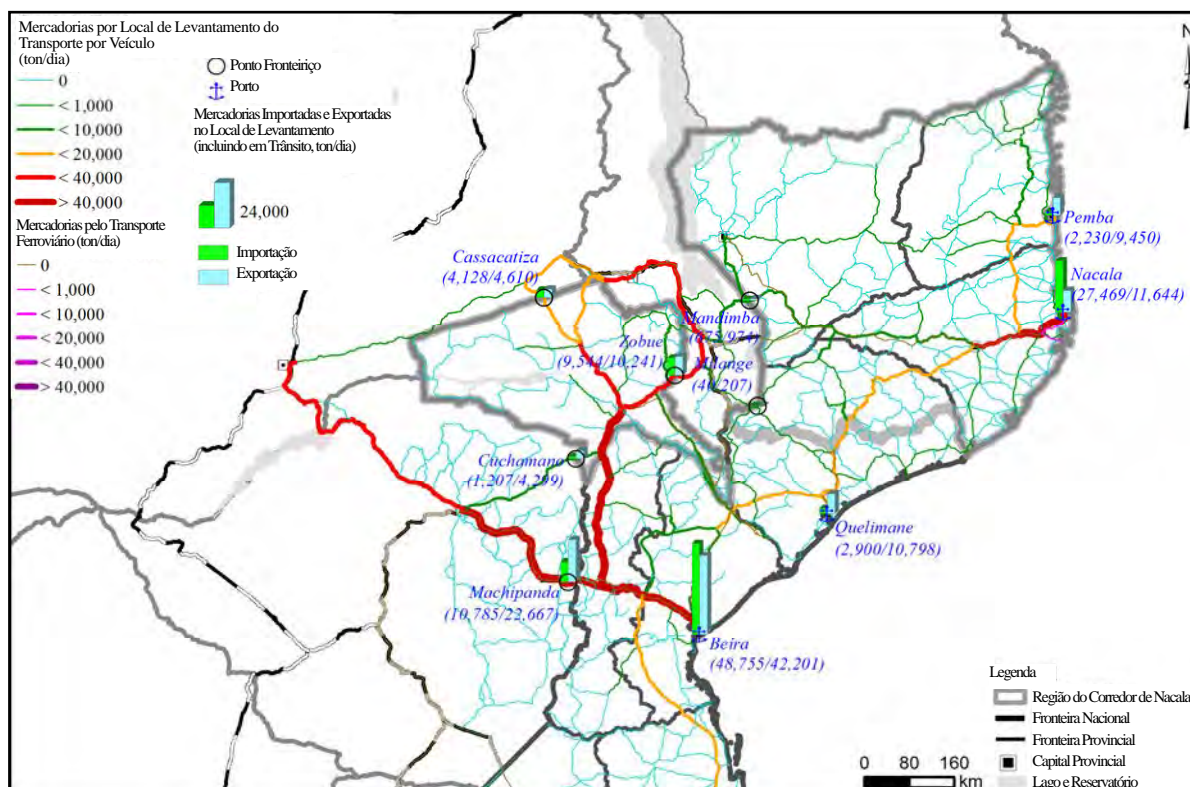 Mercadorias por Local de Levantamento do
Transporte por Veículo
(ton/dia)
0
< 1,000
< 10,000
< 20,000
< 40,000
> 40,000
Mercadorias pelo Transporte
Ferroviário (ton/dia)
0
< 1,000
< 10,000
< 20,000
< 40,000
> 40,000
Ponto Fronteiriço
Porto
Mercadorias Importadas e Exportadas
no Local de Levantamento
(incluindo em Trânsito, ton/dia)
24,000
Importação
Exportação
N
Cassacatiza
(4,128/4,610)
Pemba
(2,230/9,450)
Nacala
(27,469/11,644)
Mandimba
(675/974)
Zobue
(9,544/10,241)
Milange
(40/207)
Cuchamano
(1,207/4,299)
Quelimane
(2,900/10,798)
Machipanda
(10,785/22,667)
Beira
(48,755/42,201)
Legenda
Região do Corredor de Nacala
Fronteira Nacional
Fronteira Provincial
Capital Provincial
Lago e Reservatório
0 80 160
km